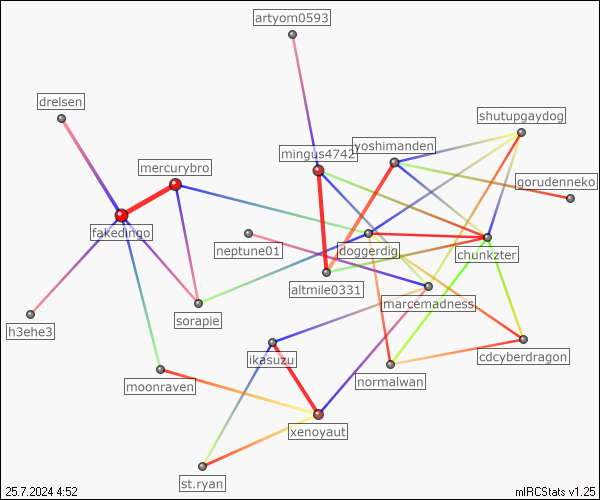 artyom0593
drelsen
shutupgaydog
yoshimanden
mingus4742
mercurybro
gorudenneko
fakedingo
neptune01
doggerdig
chunkzter
altmile0331
marcemadness
sorapie
h3ehe3
ikasuzu
cdcyberdragon
normalwan
moonraven
xenoyaut
st.ryan
25.7.2024 4:52
mIRCStats v1.25